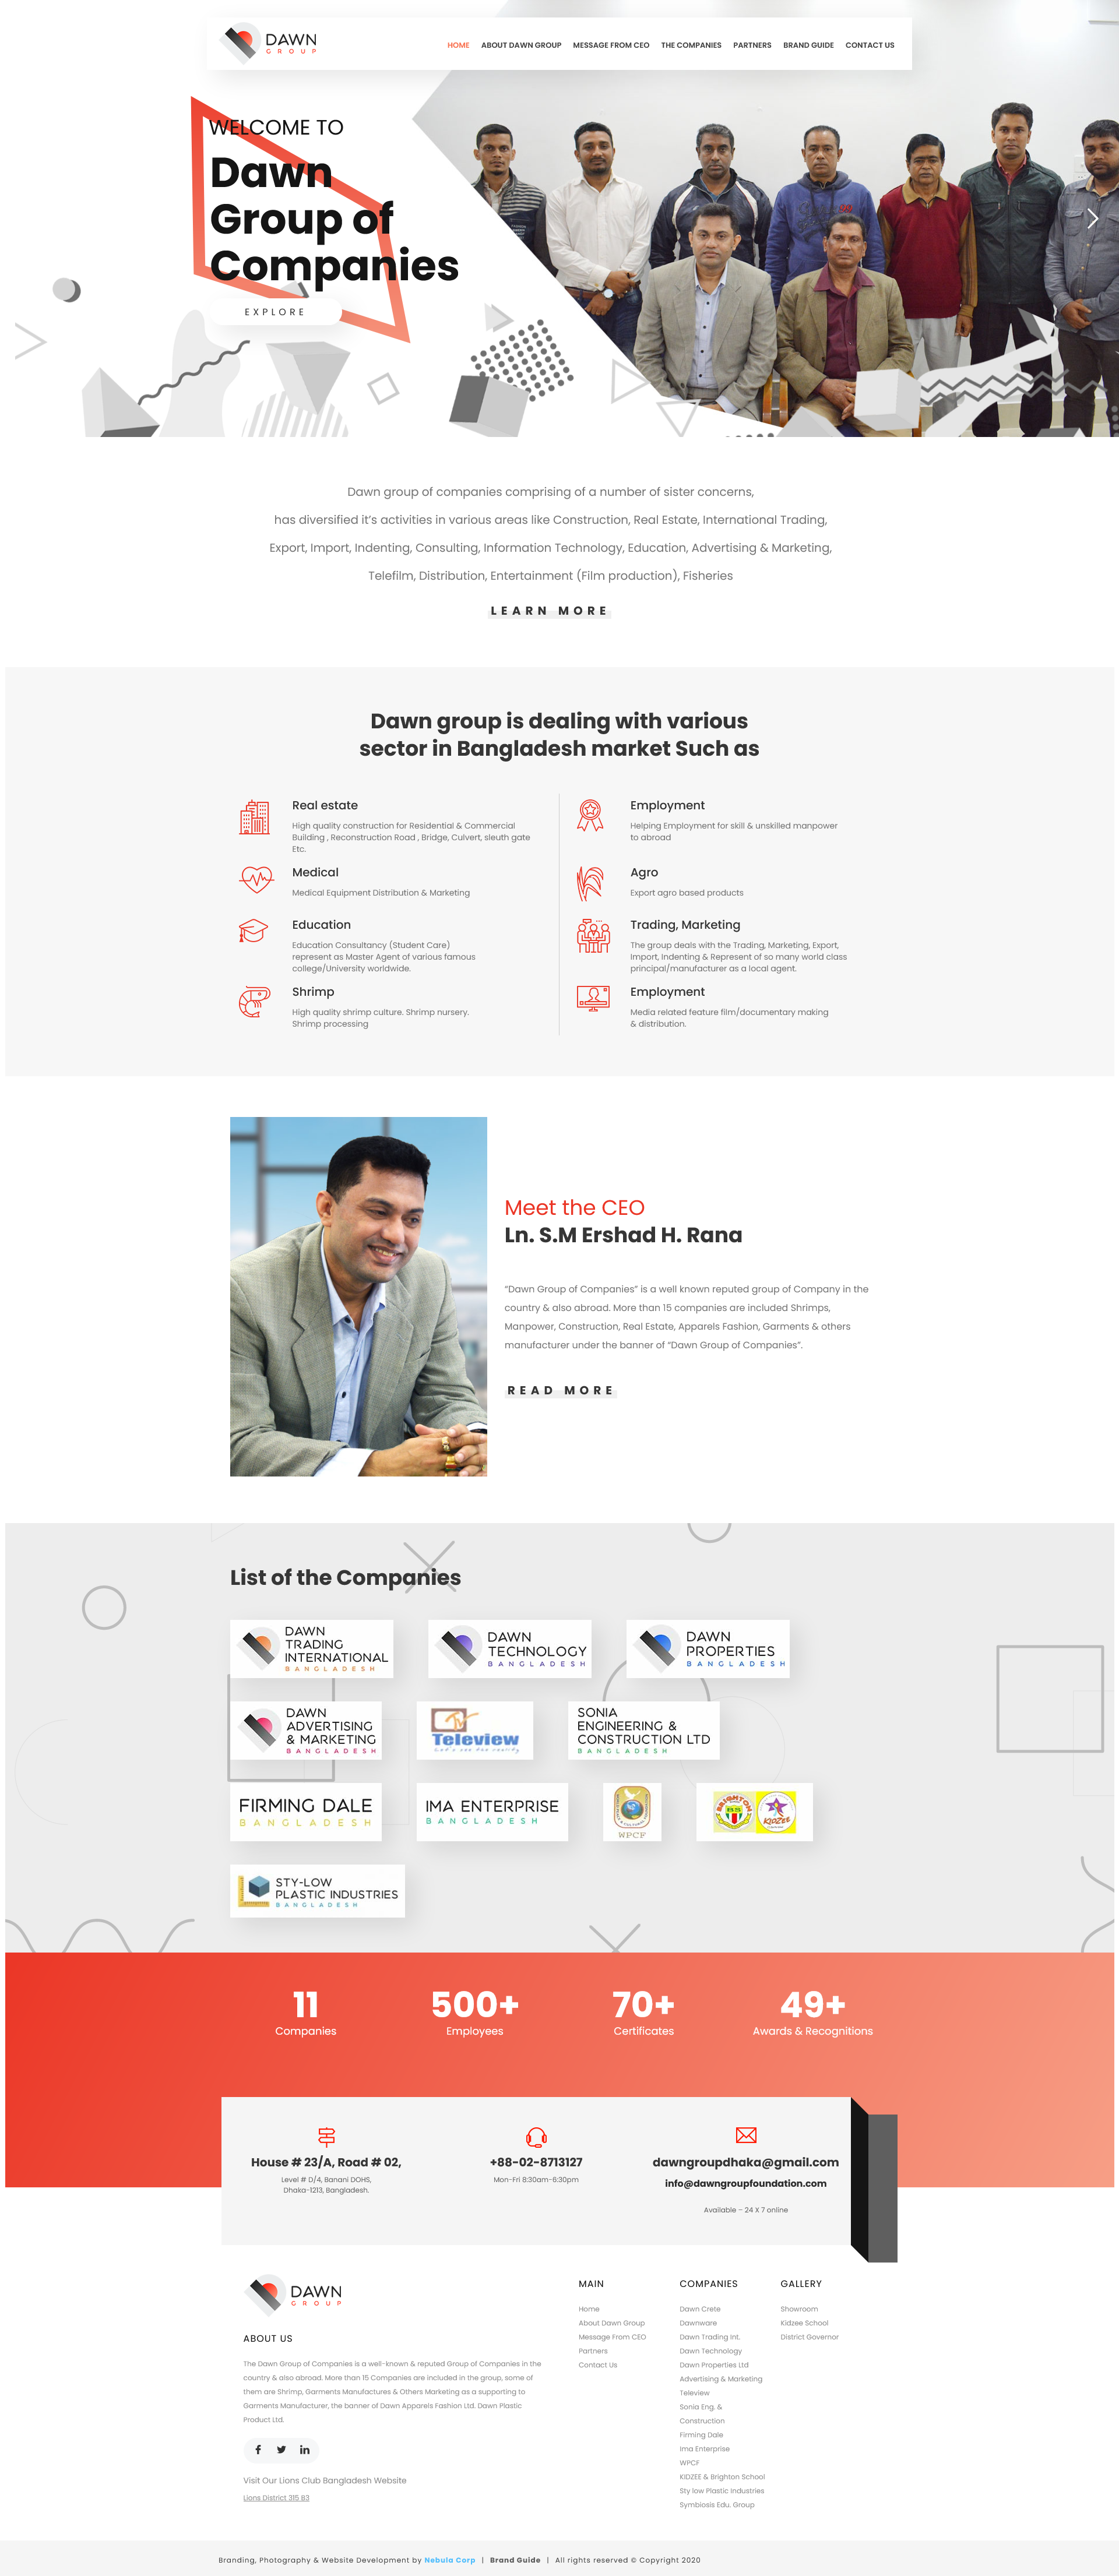 DAWN
GROUP
HOME ABOUT DAWN GROUP MESSAGE FROM CEO THE COMPANIES PARTNERS BRAND GUIDE CONTACT US
WELCOME TO
Dawn
Group of
Companies
EXPLORE
Dawn group of companies comprising of a number of sister concerns,
has diversified it’s activities in various areas like Construction, Real Estate, International Trading,
Export, Import, Indenting, Consulting, Information Technology, Education, Advertising & Marketing,
Telefilm, Distribution, Entertainment (Film production), Fisheries
LEARN MORE
Dawn group is dealing with various
sector in Bangladesh market Such as
Real estate
High quality construction for Residential & Commercial
Building , Reconstruction Road , Bridge, Culvert, sleuth gate
Etc.
Medical
Medical Equipment Distribution & Marketing
Education
Education Consultancy (Student Care)
represent as Master Agent of various famous
college/University worldwide.
Shrimp
High quality shrimp culture. Shrimp nursery.
Shrimp processing
Employment
Helping Employment for skill & unskilled manpower
to abroad
Agro
Export agro based products
Trading, Marketing
The group deals with the Trading, Marketing, Export,
Import, Indenting & Represent of so many world class
principal/manufacturer as a local agent.
Employment
Media related feature film/documentary making
& distribution.
Meet the CEO
Ln. S.M Ershad H. Rana
“Dawn Group of Companies” is a well known reputed group of Company in the
country & also abroad. More than 15 companies are included Shrimps,
Manpower, Construction, Real Estate, Apparels Fashion, Garments & others
manufacturer under the banner of “Dawn Group of Companies”.
READ MORE
List of the Companies
DAWN
TRADING
INTERNATIONAL
BANGLADESH
DAWN
TECHNOLOGY
BANGLADESH
DAWN
PROPERTIES
BANGLADESH
DAWN
ADVERTISING
& MARKETING
BANGLADESH
TV
Teleview
Let's see the reality
SONIA
ENGINEERING &
CONSTRUCTION LTD
BANGLADESH
FIRMING DALE
BANGLADESH
IMA ENTERPRISE
BANGLADESH
WPCF
BRIGHTON
BS
KIDZEE
STY-LOW
PLASTIC INDUSTRIES
BANGLADESH
11
Companies
500+
Employees
70+
Certificates
49+
Awards & Recognitions
House # 23/A, Road # 02,
Level # D/4, Banani DOHS,
Dhaka-1213, Bangladesh.
+88-02-8713127
Mon-Fri 8:30am-6:30pm
dawngroupdhaka@gmail.com
info@dawngroupfoundation.com
Available – 24 X 7 online
DAWN
GROUP
ABOUT US
The Dawn Group of Companies is a well-known & reputed Group of Companies in the
country & also abroad. More than 15 Companies are included in the group, some of
them are Shrimp, Garments Manufactures & Others Marketing as a supporting to
Garments Manufacturer, the banner of Dawn Apparels Fashion Ltd. Dawn Plastic
Product Ltd.
Visit Our Lions Club Bangladesh Website
Lions District 315 B3
MAIN
Home
About Dawn Group
Message From CEO
Partners
Contact Us
COMPANIES
Dawn Crete
Dawnware
Dawn Trading Int.
Dawn Technology
Dawn Properties Ltd
Advertising & Marketing
Teleview
Sonia Eng. &
Construction
Firming Dale
Ima Enterprise
WPCF
KIDZEE & Brighton School
Sty low Plastic Industries
Symbiosis Edu. Group
GALLERY
Showroom
Kidzee School
District Governor
Branding, Photography & Website Development by Nebula Corp | Brand Guide | All rights reserved © Copyright 2020